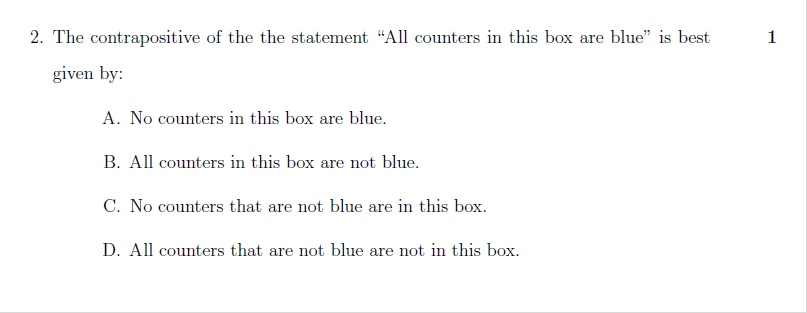 2. The contrapositive of the the statement “All counters in this box are blue” is best 1
given by:
A. No counters in this box are blue.
B. All counters in this box are not blue.
C. No counters that are not blue are in this box.
D. All counters that are not blue are not in this box.